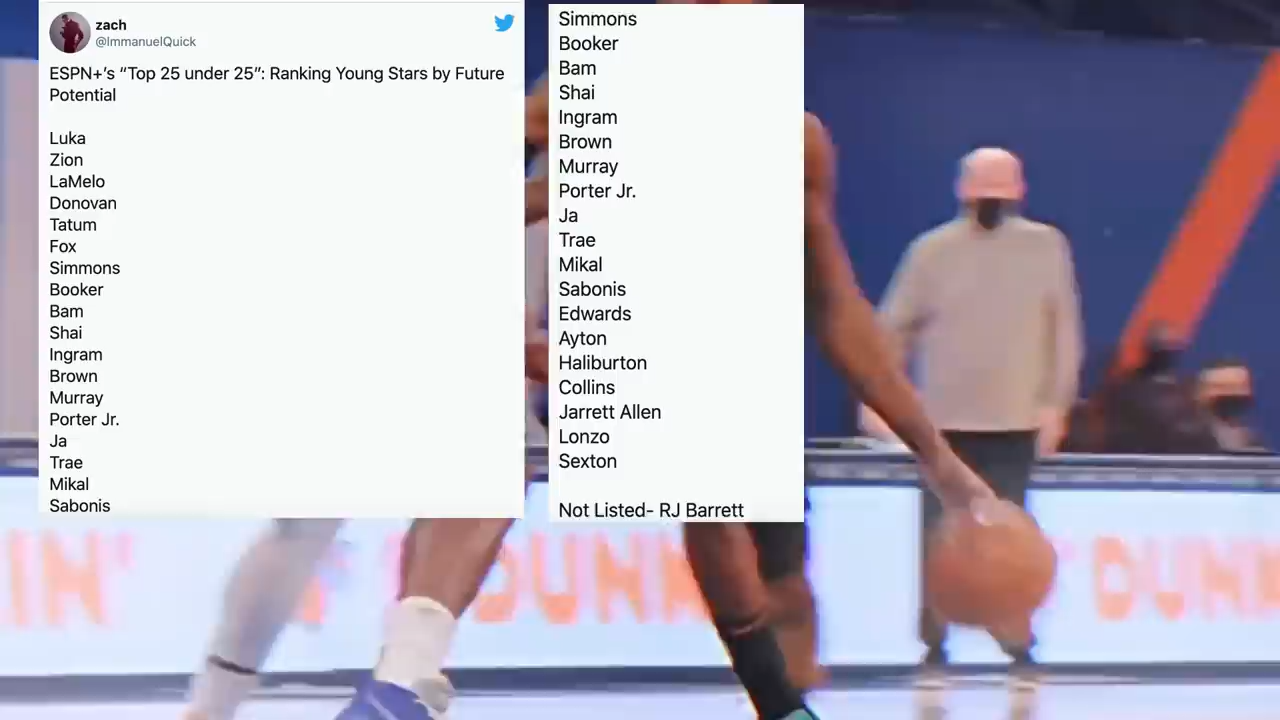 zach
@ImmanuelQuick
ESPN+’s “Top 25 under 25”: Ranking Young Stars by Future
Potential
Luka
Zion
LaMelo
Donovan
Tatum
Fox
Simmons
Booker
Bam
Shai
Ingram
Brown
Murray
Porter Jr.
Ja
Trae
Mikal
Sabonis
Simmons
Booker
Bam
Shai
Ingram
Brown
Murray
Porter Jr.
Ja
Trae
Mikal
Sabonis
Edwards
Ayton
Haliburton
Collins
Jarrett Allen
Lonzo
Sexton
Not Listed- RJ Barrett
IN'
DUNK
DUNK